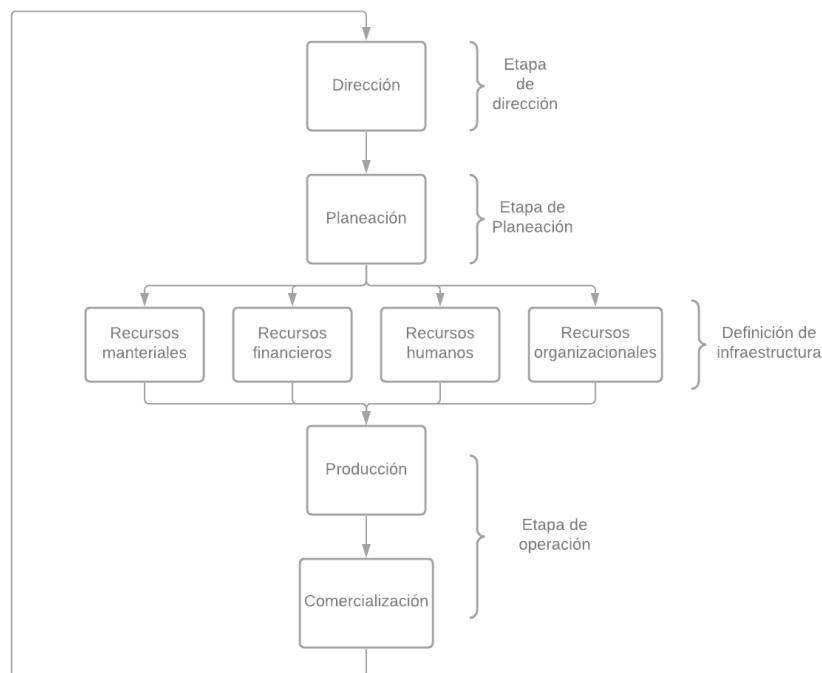 Dirección
Etapa
de
dirección
Planeación
Etapa de
Planeación
Recursos
manteriales
Recursos
financieros
Recursos
humanos
Recursos
organizacionales
Definición de
infraestructura
Producción
Etapa de
operación
Comercialización